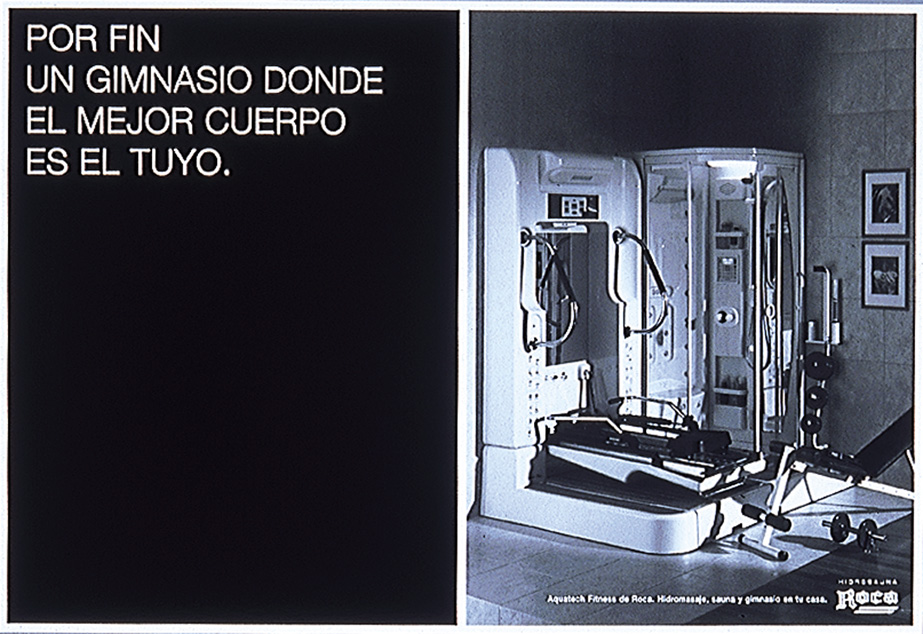 POR FIN
UN GIMNASIO DONDE
EL MEJOR CUERPO
ES EL TUYO.
HIDROSAUNA
Aquatech Fitness de Roca. Hidromasaje, sauna y gimnasio en tu casa.
Roca